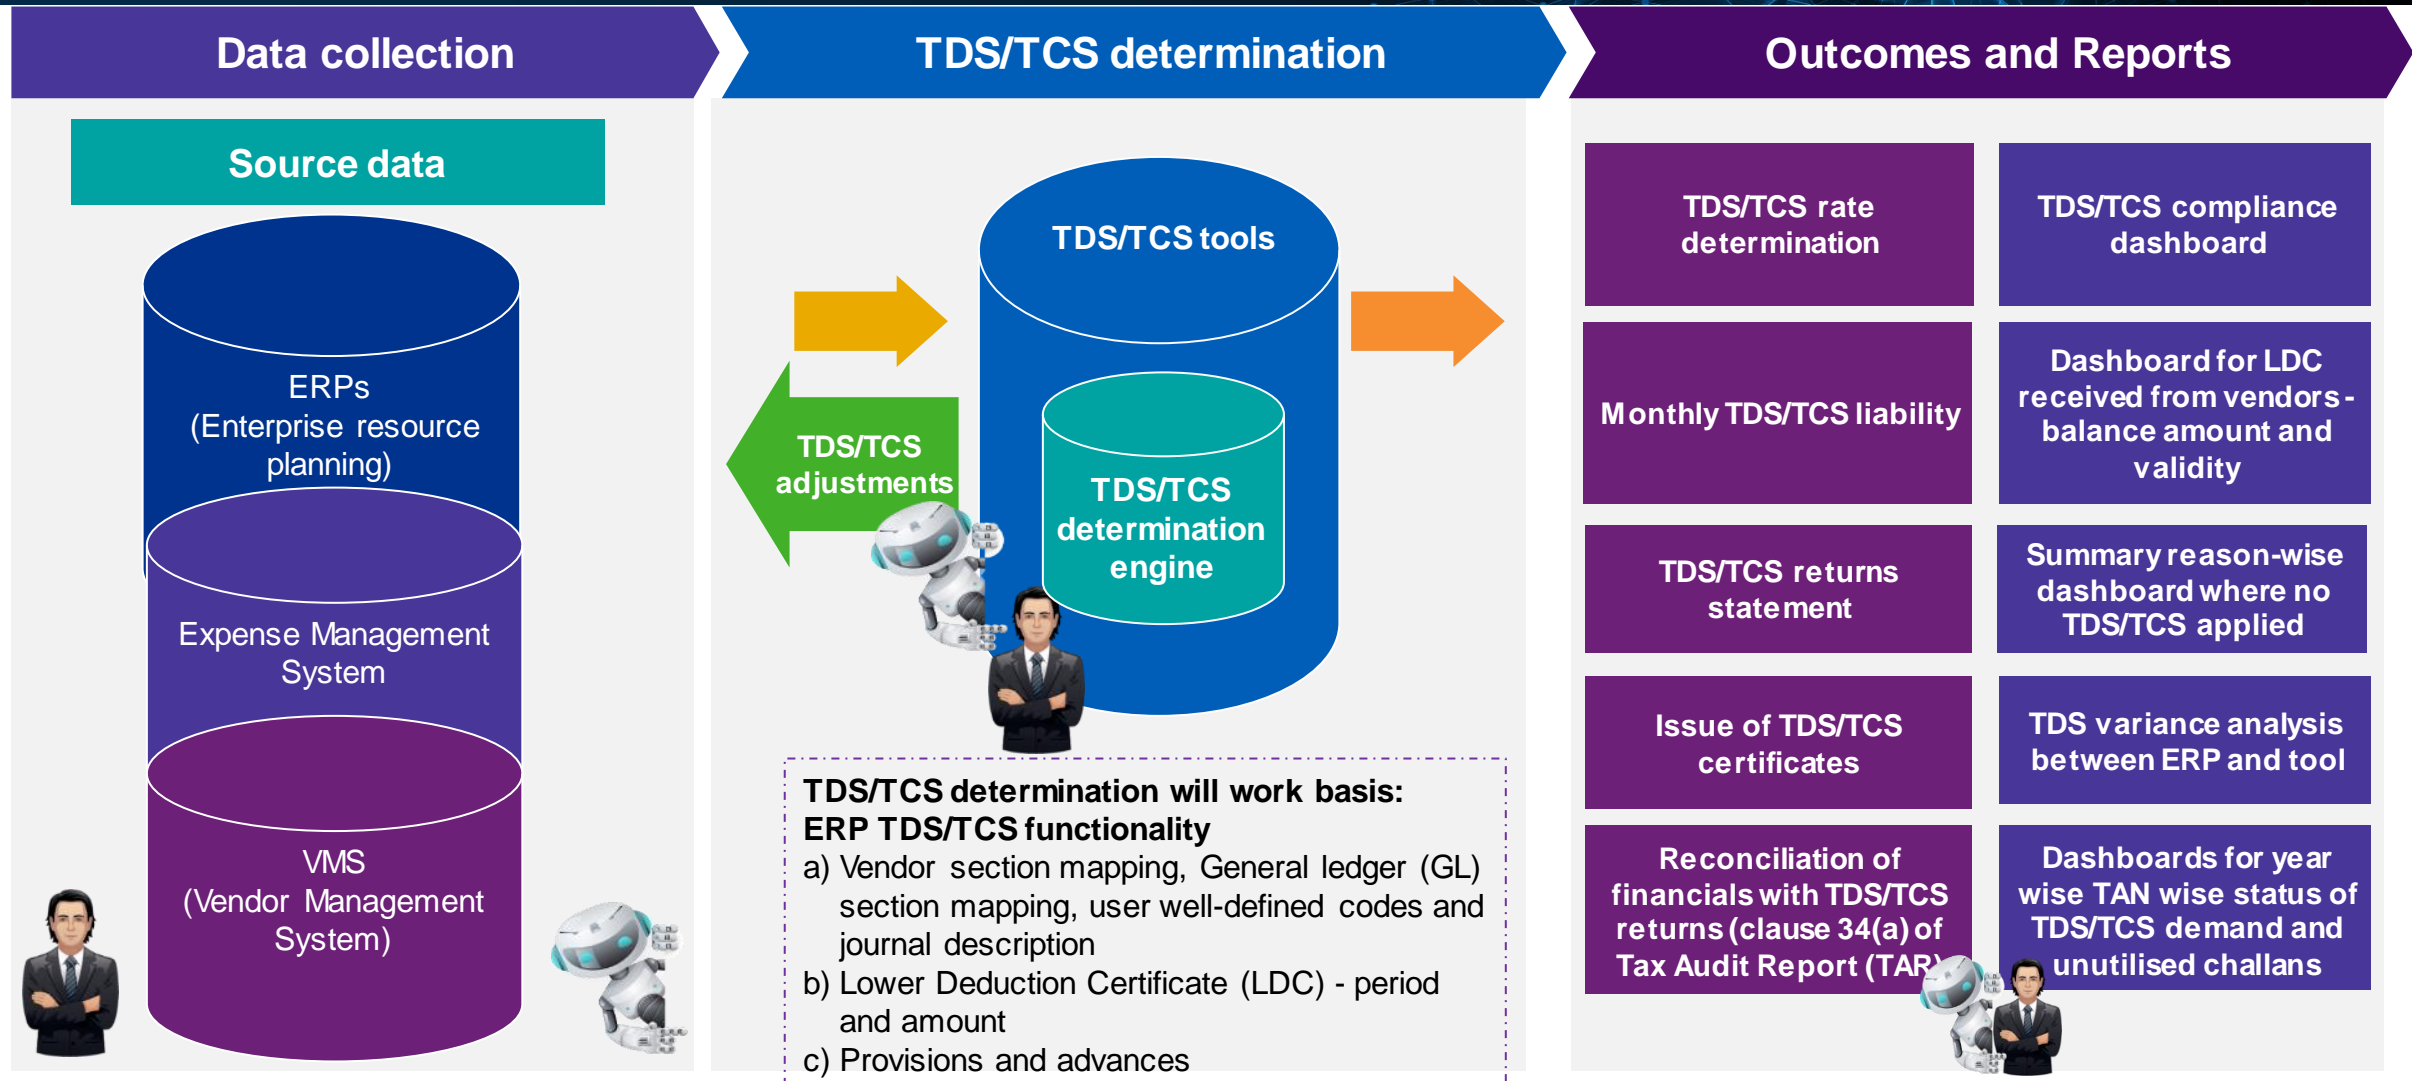 Data collection
TDS/TCS determination
Outcomes and Reports
Source data
ERPs
(Enterprise resource
planning)
Expense Management
System
VMS
(Vendor Management
System)
TDS/TCS tools
TDS/TCS
adjustments
TDS/TCS
determination
engine
TDS/TCS determination will work basis:
ERP TDS/TCS functionality
a) Vendor section mapping, General ledger (GL)
section mapping, user well-defined codes and
journal description
b) Lower Deduction Certificate (LDC) - period
and amount
c) Provisions and advances
TDS/TCS rate
determination
TDS/TCS compliance
dashboard
Monthly TDS/TCS liability
Dashboard for LDC
received from vendors -
balance amount and
validity
TDS/TCS returns
statement
Summary reason-wise
dashboard where no
TDS/TCS applied
Issue of TDS/TCS
certificates
TDS variance analysis
between ERP and tool
Reconciliation of
financials with TDS/TCS
returns (clause 34(a) of
Tax Audit Report (TAR)
Dashboards for year
wise TAN wise status of
TDS/TCS demand and
unutilised challans